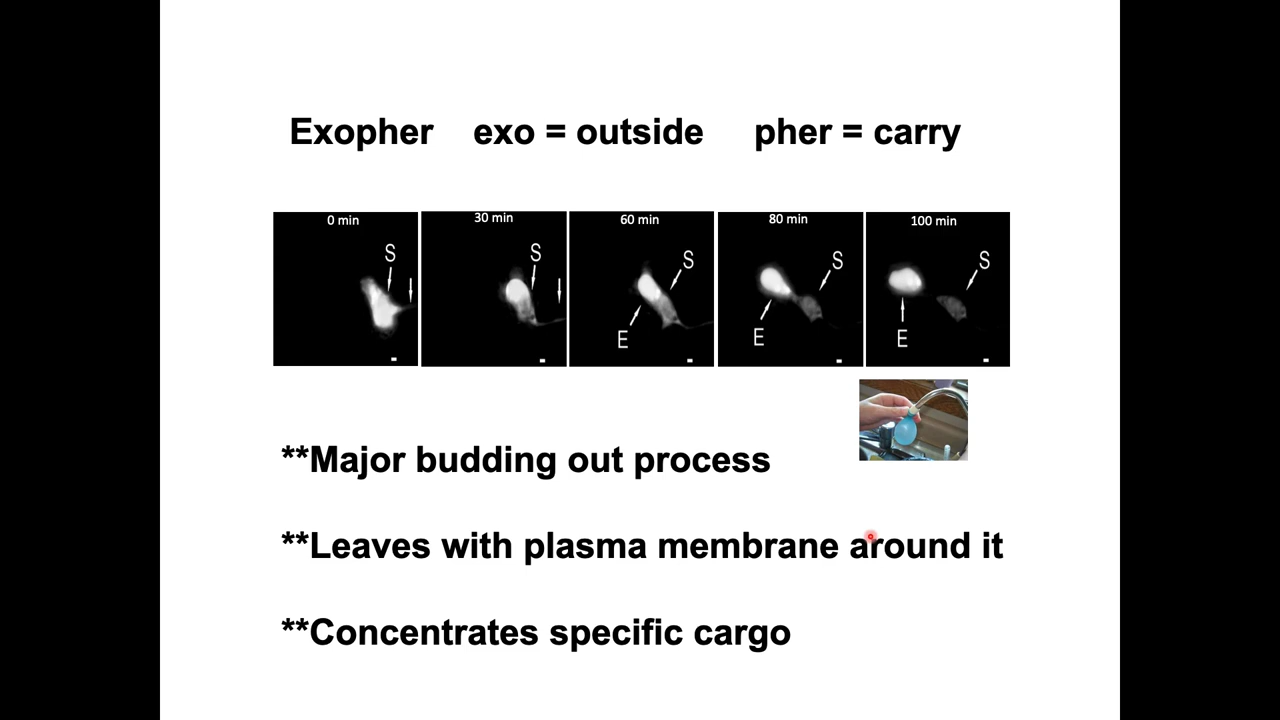 Exopher exo = outside pher = carry
0 min 30 min 60 min 80 min 100 min
S S S S S
E E E
**Major budding out process
**Leaves with plasma membrane around it
**Concentrates specific cargo